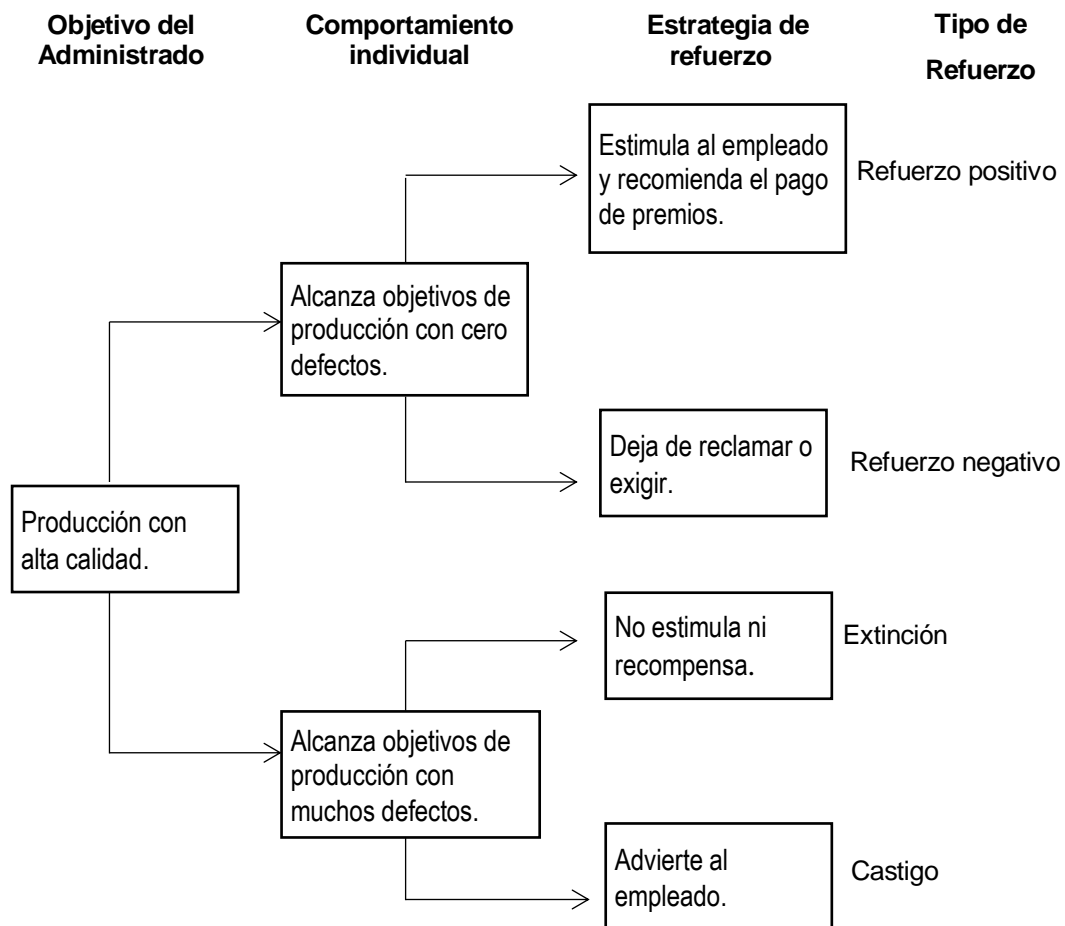 Objetivo del
Administrado
Comportamiento
individual
Estrategia de
refuerzo
Tipo de
Refuerzo
Estimula al empleado
y recomienda el pago
de premios.
Refuerzo positivo
Alcanza objetivos de
producción con cero
defectos.
Deja de reclamar o
exigir.
Refuerzo negativo
Producción con
alta calidad.
No estimula ni
recompensa.
Extinción
Alcanza objetivos de
producción con
muchos defectos.
Advierte al
empleado.
Castigo